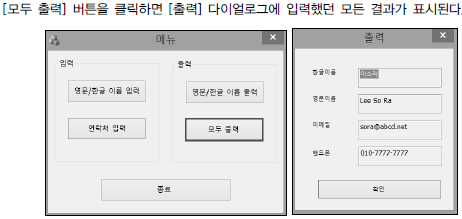 [모두 출력] 버튼을 클릭하면 [출력] 다이얼로그에 입력했던 모든 결과가 표시된다.
메뉴
입력
영문/한글 이름 입력
연락처 입력
출력
영문/한글 이름 출력
모두 출력
종료
출력
한글이름
이소라
영문이름
Lee So Ra
이메일
sora@abcd.net
핸드폰
010-7777-7777
확인